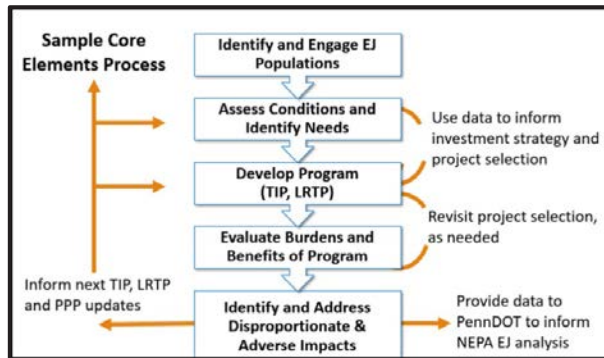 Sample Core
Elements Process
Identify and Engage EJ
Populations
Assess Conditions and
Identify Needs
Use data to inform
investment strategy and
project selection
Develop Program
(TIP, LRTP)
Revisit project selection,
as needed
Evaluate Burdens and
Benefits of Program
Inform next TIP, LRTP
and PPP updates
Identify and Address
Disproportionate &
Adverse Impacts
Provide data to
PennDOT to inform
NEPA EJ analysis